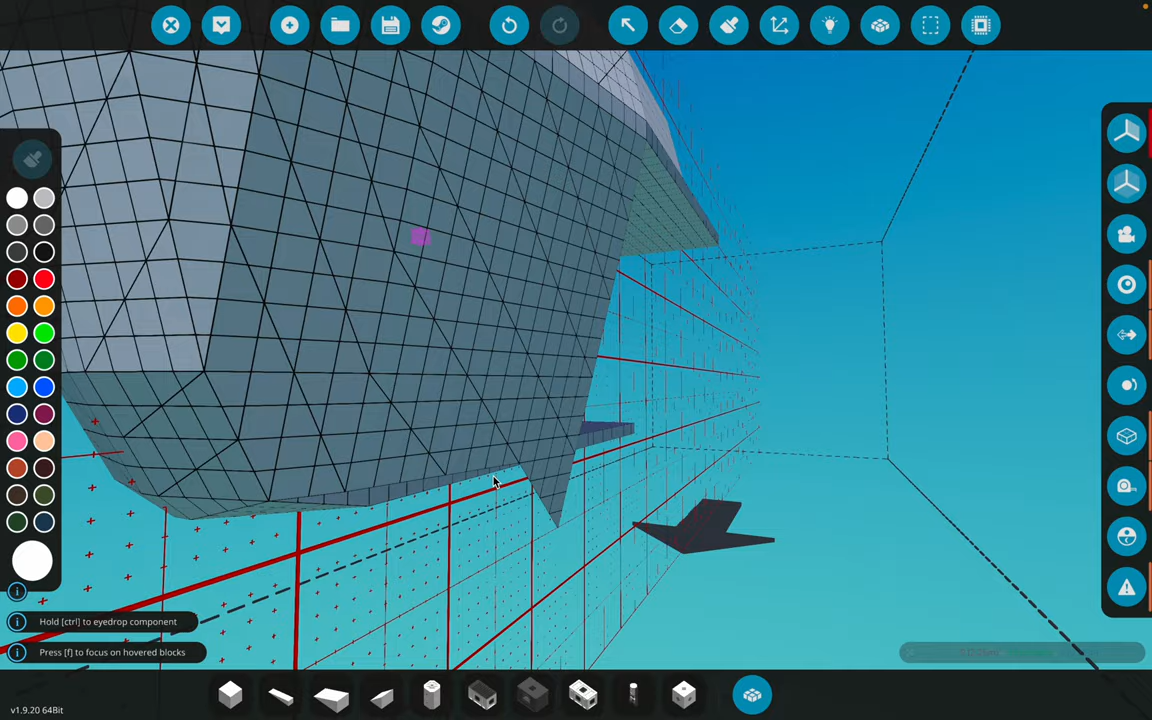 Hold [ctrl] to eyedrop component
Press [f] to focus on hovered blocks
v1.9.20 64Bit